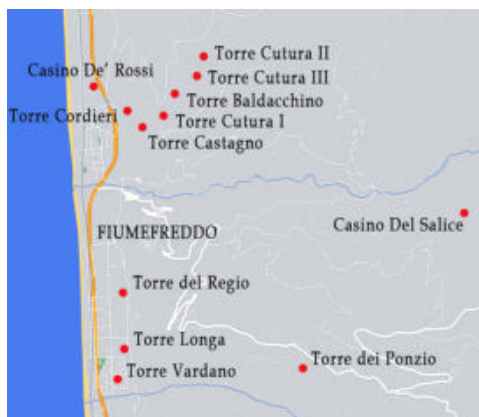 Torre Cutura II
Casino De' Rossi
Torre Cutura III
Torre Baldacchino
Torre Cordieri
Torre Cutura I
Torre Castagno
Casino Del Salice
FIUMEFREDDO
Torre del Regio
Torre Longa
Torre dei Ponzio
Torre Vardano